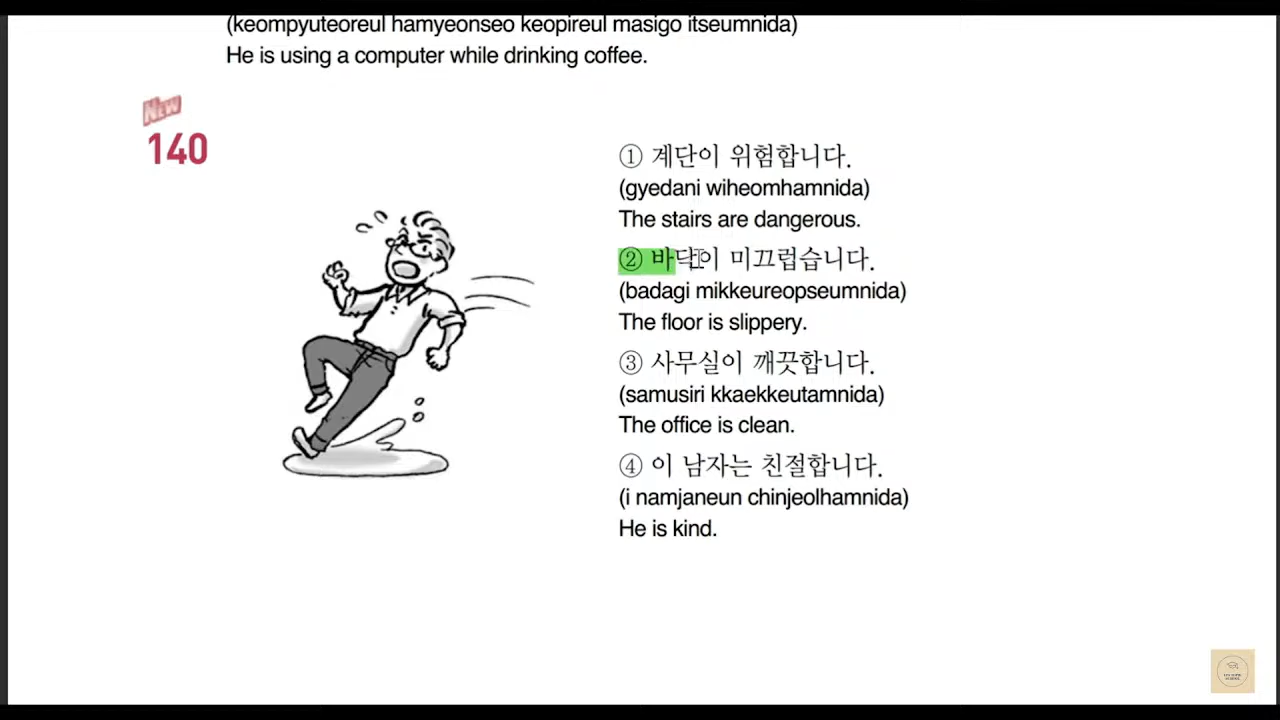 (keompyuteoreul hamyeonseo keopireul masigo itseumnida)
He is using a computer while drinking coffee.
NEW
140
① 계단이 위험합니다.
(gyedani wiheomhamnida)
The stairs are dangerous.
② 바닥이 미끄럽습니다.
(badagi mikkeureopseumnida)
The floor is slippery.
③ 사무실이 깨끗합니다.
(samusiri kkaekkeutamnida)
The office is clean.
④ 이 남자는 친절합니다.
(i namjaneun chinjeolhamnida)
He is kind.